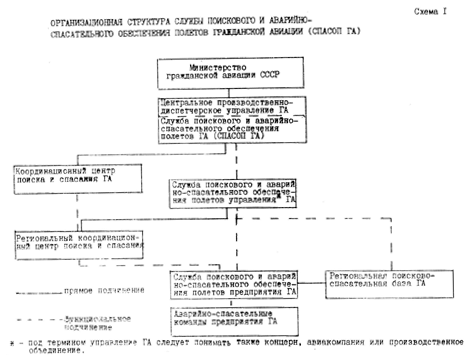 Схема I
ОРГАНИЗАЦИОННАЯ СТРУКТУРА СЛУЖБЫ ПОИСКОВОГО И АВАРИЙНО-
СПАСАТЕЛЬНОГО ОБЕСПЕЧЕНИЯ ПОЛЕТОВ ГРАЖДАНСКОЙ АВИАЦИИ (СПАСОП ГА)
Министерство
гражданской авиации СССР
Центральное производственно-
диспетчерское управление ГА
Служба поискового и аварийно-
спасательного обеспечения
полетов ГА (СПАСОП ГА)
Координационный центр
поиска и спасания ГА
Служба поискового и аварий
но-спасательного обеспече-
ния полетов управления ГА
Региональный координацион-
ный центр поиска и спасания
Служба поискового и аварий
но-спасательного обеспече-
ния полетов предприятия ГА
Региональная поисково-
спасательная база ГА
Аварийно-спасательные
команды предприятия ГА
прямое подчинение
функциональное
подчинение
ж - под термином управление ГА следует понимать также концерн, авиакомпания или производственное
объединение.